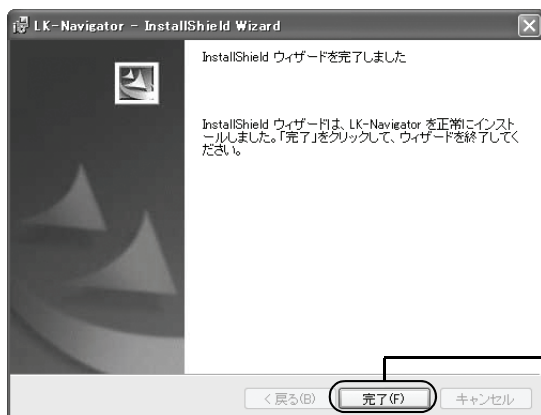 LK-Navigator - InstallShield Wizard
InstallShield ウィザードを完了しました
InstallShield ウィザードは、LK-Navigator を正常にインスト
ールしました。「完了」をクリックして、ウィザードを終了してく
ださい。
< 戻る(B)
完了(F)
キャンセル